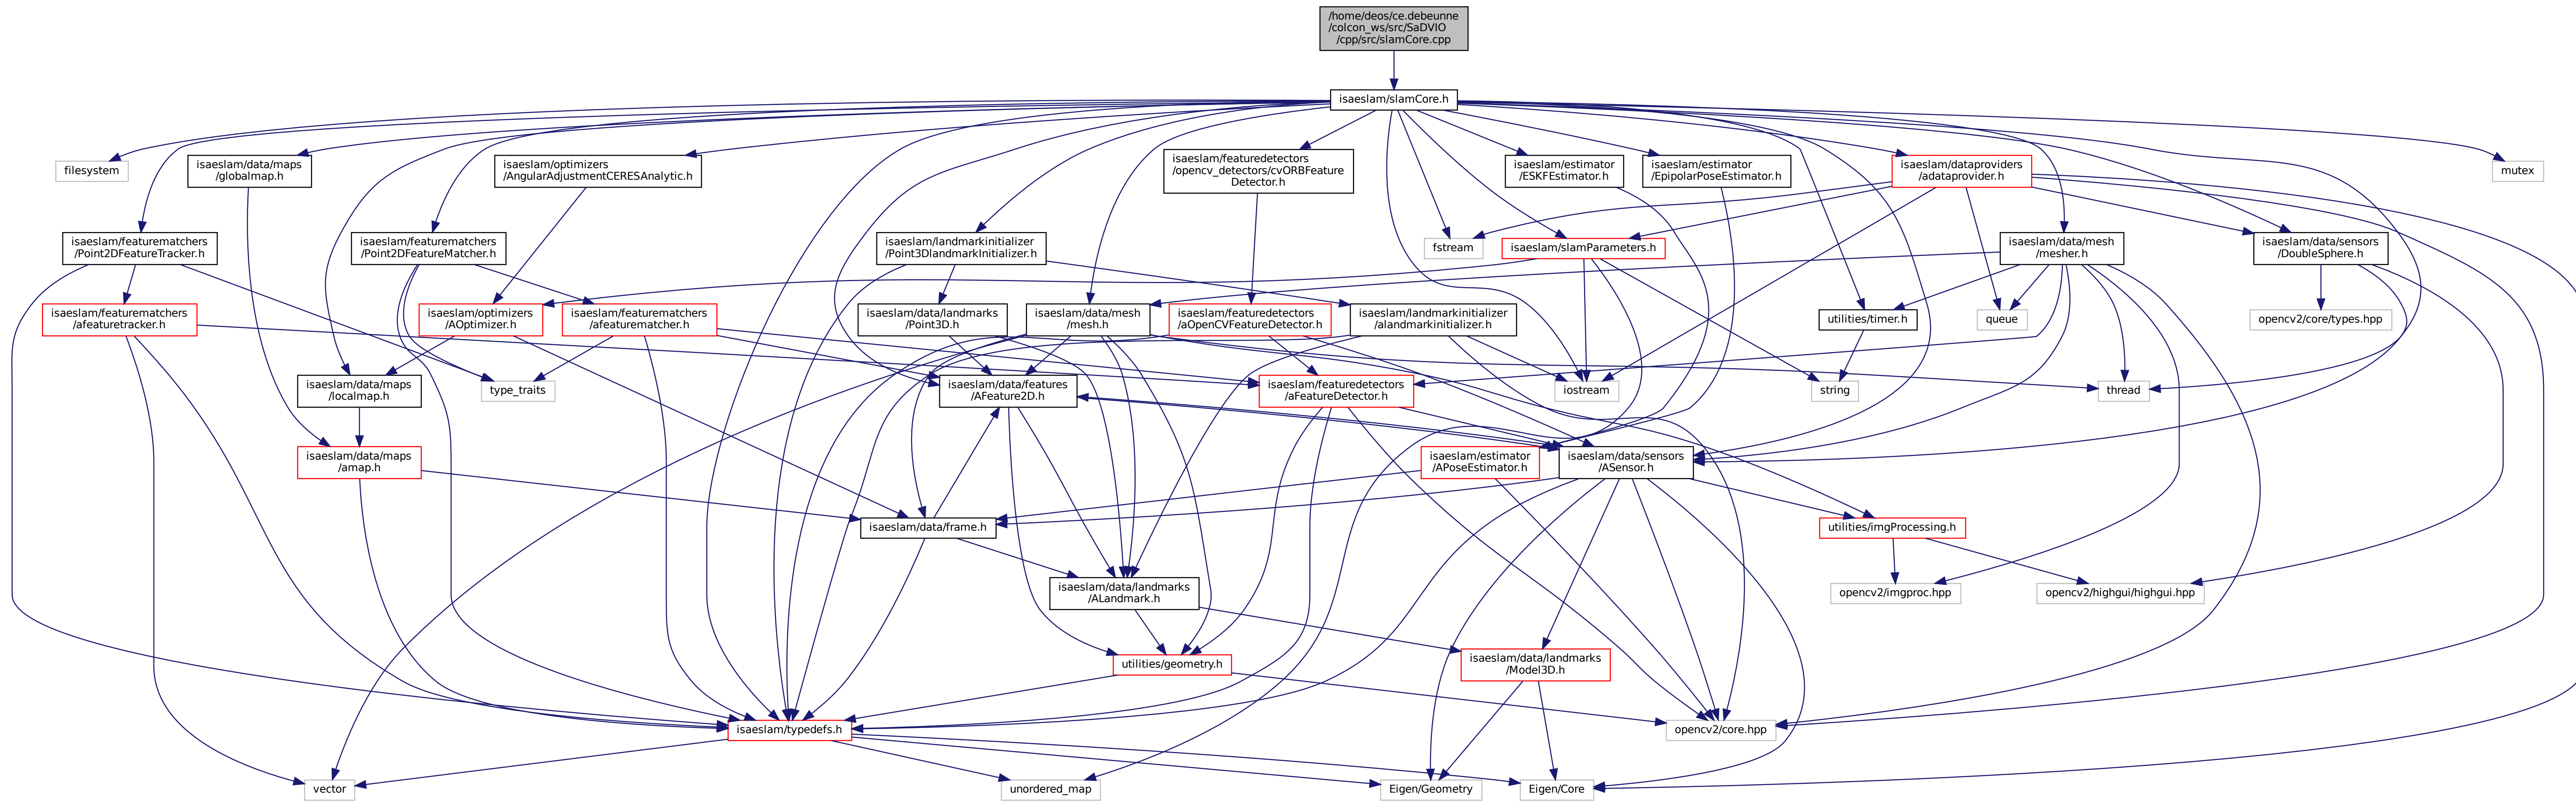 /home/deos/ce.debeunne
/colcon_ws/src/SaDVIO
/cpp/src/slamCore.cpp
isaeslam/slamCore.h
filesystem
isaeslam/data/maps
/globalmap.h
isaeslam/optimizers
/AngularAdjustmentCERESAnalytic.h
isaeslam/featuredetectors
/opencv_detectors/cvORBFeature
Detector.h
isaeslam/estimator
/ESKFEstimator.h
isaeslam/estimator
/EpipolarPoseEstimator.h
isaeslam/dataproviders
/adataprovider.h
mutex
isaeslam/featurematchers
/Point2DFeatureTracker.h
isaeslam/featurematchers
/Point2DFeatureMatcher.h
isaeslam/landmarkinitializer
/Point3DlandmarkInitializer.h
fstream
isaeslam/slamParameters.h
isaeslam/data/mesh
/mesher.h
isaeslam/data/sensors
/DoubleSphere.h
isaeslam/featurematchers
/afeaturetracker.h
isaeslam/optimizers
/AOptimizer.h
isaeslam/featurematchers
/afeaturematcher.h
isaeslam/data/landmarks
/Point3D.h
isaeslam/data/mesh
/mesh.h
isaeslam/featuredetectors
/aOpenCVFeatureDetector.h
isaeslam/landmarkinitializer
/alandmarkinitializer.h
utilities/timer.h
queue
opencv2/core/types.hpp
isaeslam/data/maps
/localmap.h
type_traits
isaeslam/data/features
/AFeature2D.h
isaeslam/featuredetectors
/aFeatureDetector.h
iostream
string
thread
isaeslam/data/maps
/amap.h
isaeslam/estimator
/APoseEstimator.h
isaeslam/data/sensors
/ASensor.h
isaeslam/data/frame.h
utilities/imgProcessing.h
isaeslam/data/landmarks
/ALandmark.h
opencv2/imgproc.hpp
opencv2/highgui/highgui.hpp
utilities/geometry.h
isaeslam/data/landmarks
/Model3D.h
isaeslam/typedefs.h
opencv2/core.hpp
vector
unordered_map
Eigen/Geometry
Eigen/Core